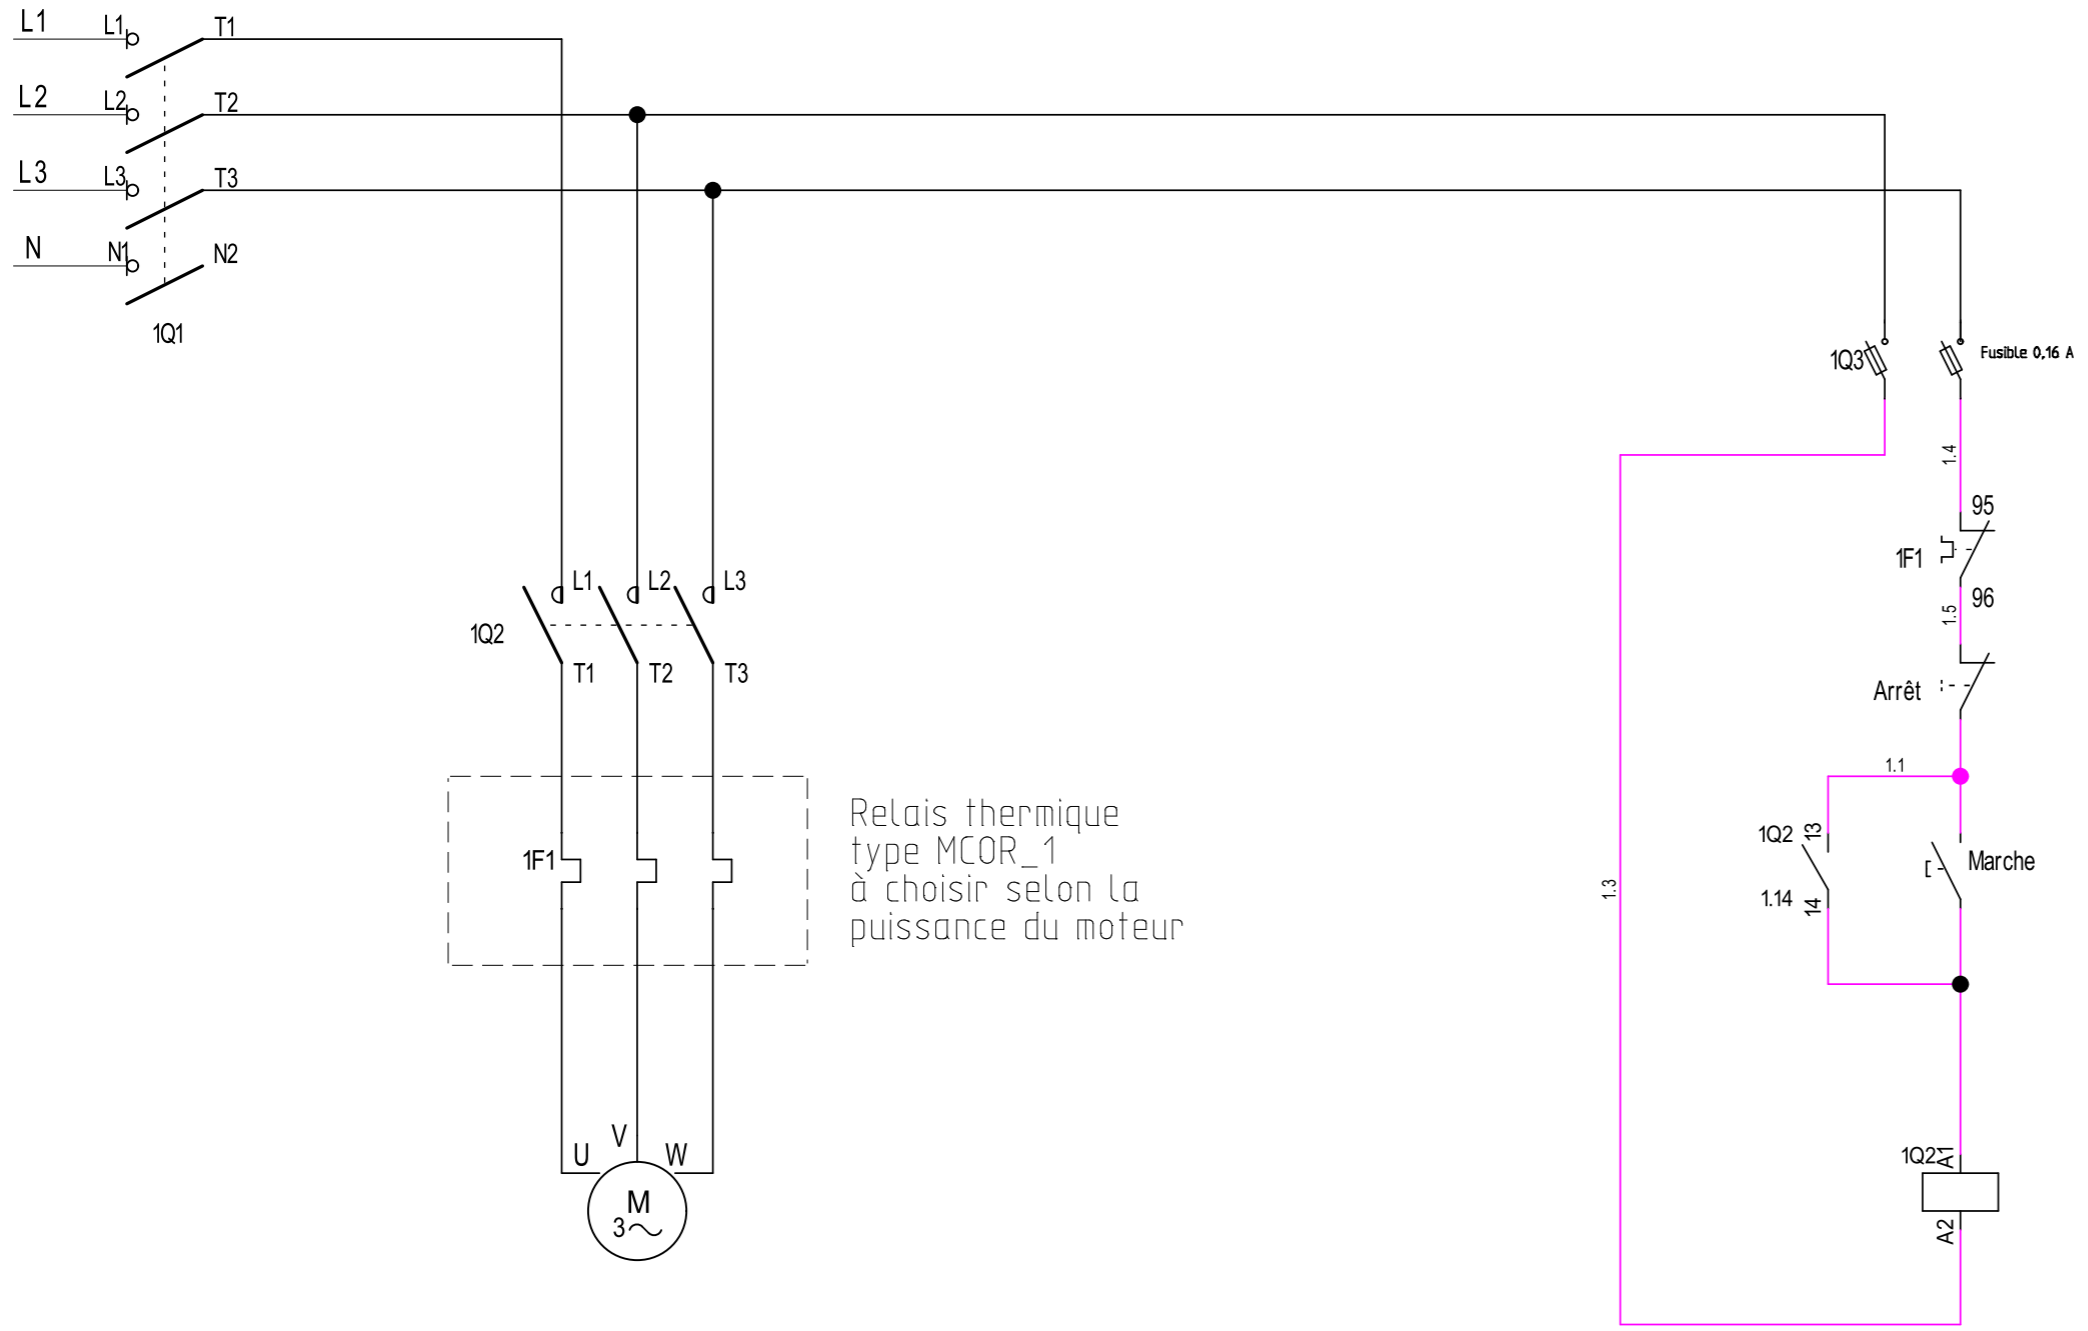 L1 L1 T1
L2 L2 T2
L3 L3 T3
N N1 N2
1Q1
1Q3 Fusible 0,16 A
1.4
95
1F1
96
1.5
L1 L2 L3
1Q2
T1 T2 T3
Arrêt
1.1
Relais thermique
type MCOR_1
à choisir selon la
puissance du moteur
1F1
1Q2 13
Marche
1.14 14
1.3
U V W
M
3~
1Q2 A1
A2